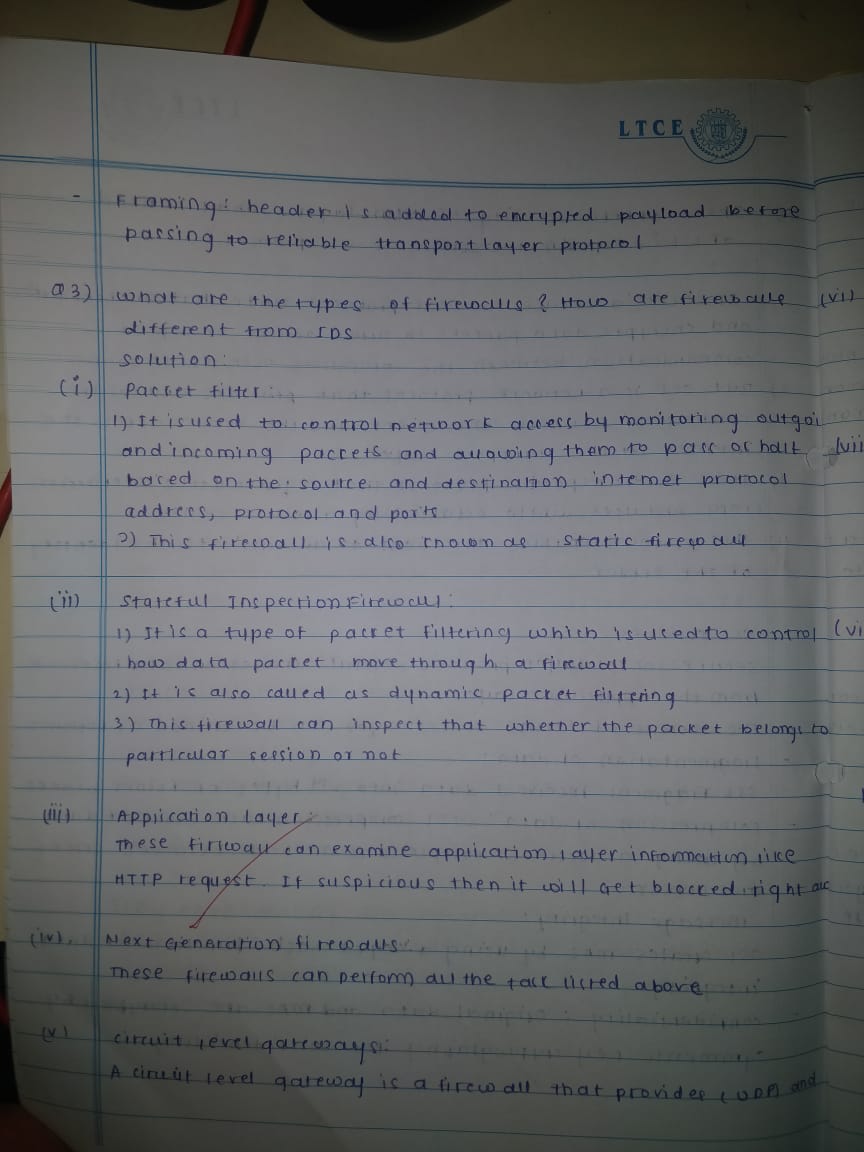 LTCE
- Framing: header is added to encrypted payload before
passing to reliable transport layer protocol
Q3) What are the types of firewalls? How are firewalls
different from IDS
solution:
(i) Packet filter:
1) It is used to control network access by monitoring outgoi
and incoming packets and allowing them to pass or halt
based on the source and destination internet protocol
address, protocol and ports
2) This firewall is also known as static firewall
(ii) Stateful Inspection Firewall:
1) It is a type of packet filtering which is used to control
how data packet move through a firewall
2) It is also called as dynamic packet filtering
3) This firewall can inspect that whether the packet belongs to
particular session or not
(iii) Application layer:
These firewall can examine application layer information like
HTTP request. If suspicious then it will get blocked right
(iv). Next Generation firewalls:
These firewalls can perform all the task listed above
(v) circuit level gateways:
A circuit level gateway is a firewall that provides (UDP) and
(vi)
(vii
(vi